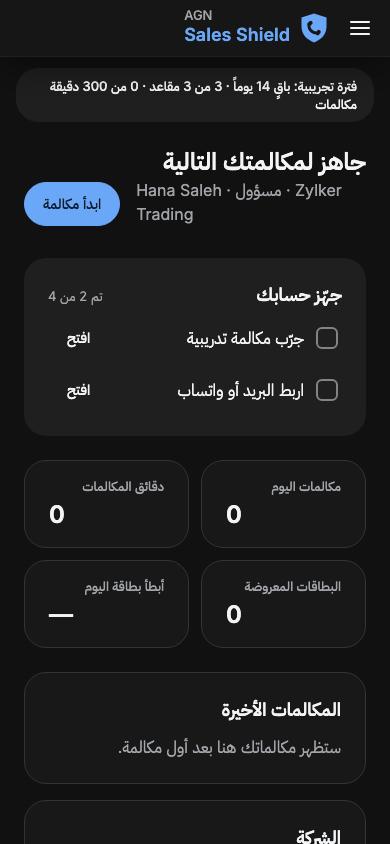 AGN
Sales Shield
فترة تجريبية: باقٍ 14 يوماً · 3 من 3 مقاعد · 0 من 300 دقيقة
مكالمات
جاهز لمكالمتك التالية
Hana Saleh · مسؤول · Zylker
Trading
ابدأ مكالمة
جهّز حسابك
تم 2 من 4
جرّب مكالمة تدريبية
افتح
اربط البريد أو واتساب
افتح
مكالمات اليوم
0
دقائق المكالمات
0
البطاقات المعروضة
0
أبطأ بطاقة اليوم
—
المكالمات الأخيرة
ستظهر مكالماتك هنا بعد أول مكالمة.
الشركة